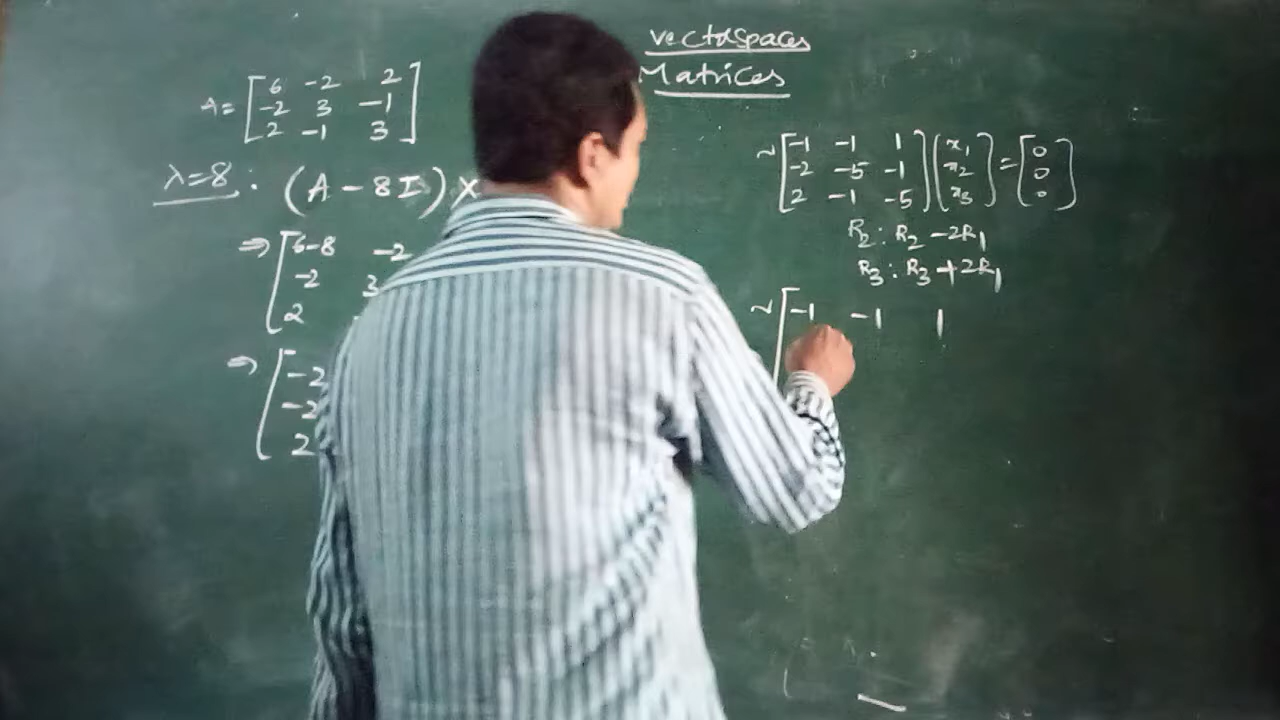 vectorspaces
Matrices
A = [6 -2 2
-2 3 -1
2 -1 3]
λ=8 : (A - 8I) X
⇒ [6-8 -2
-2 3
2
⇒ [-2
-2
2
~ [-1 -1 1] [x1] = [0]
[-2 -5 -1] [x2] [0]
[2 -1 -5] [x3] [0]
R2 : R2 - 2R1
R3 : R3 + 2R1
~ [-1 -1 1